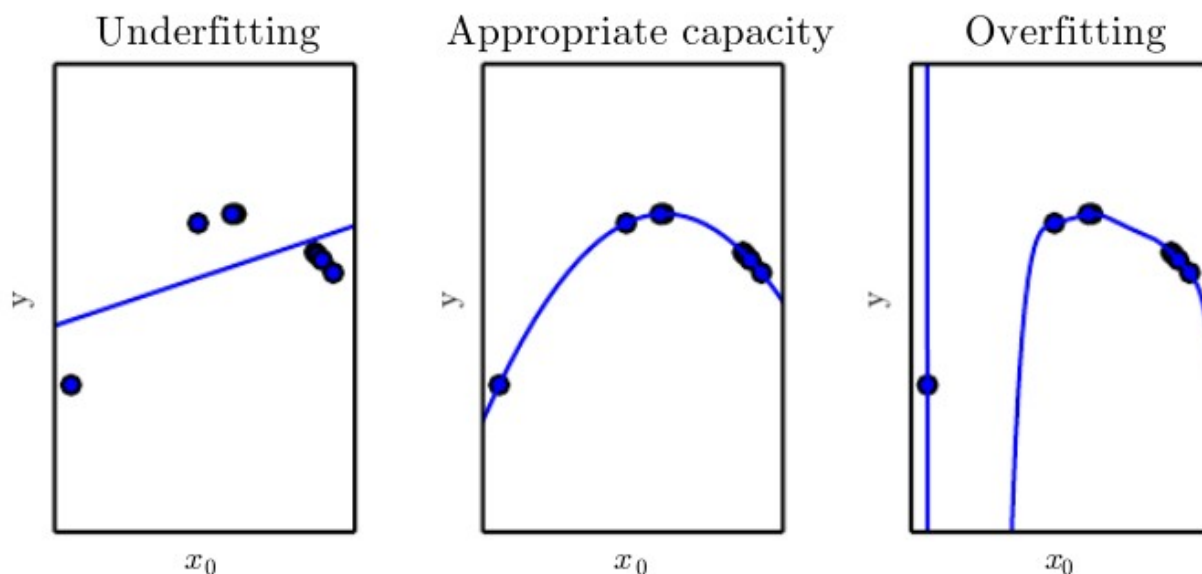 Underfitting
Appropriate capacity
Overfitting
y
y
y
x₀
x₀
x₀